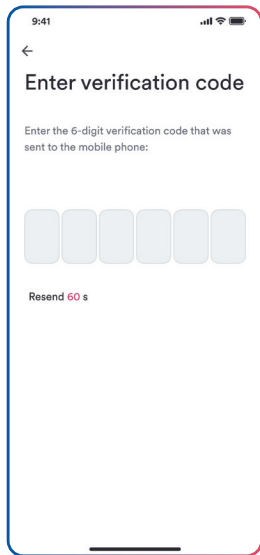 9:41
Enter verification code
Enter the 6-digit verification code that was
sent to the mobile phone:
Resend 60 s